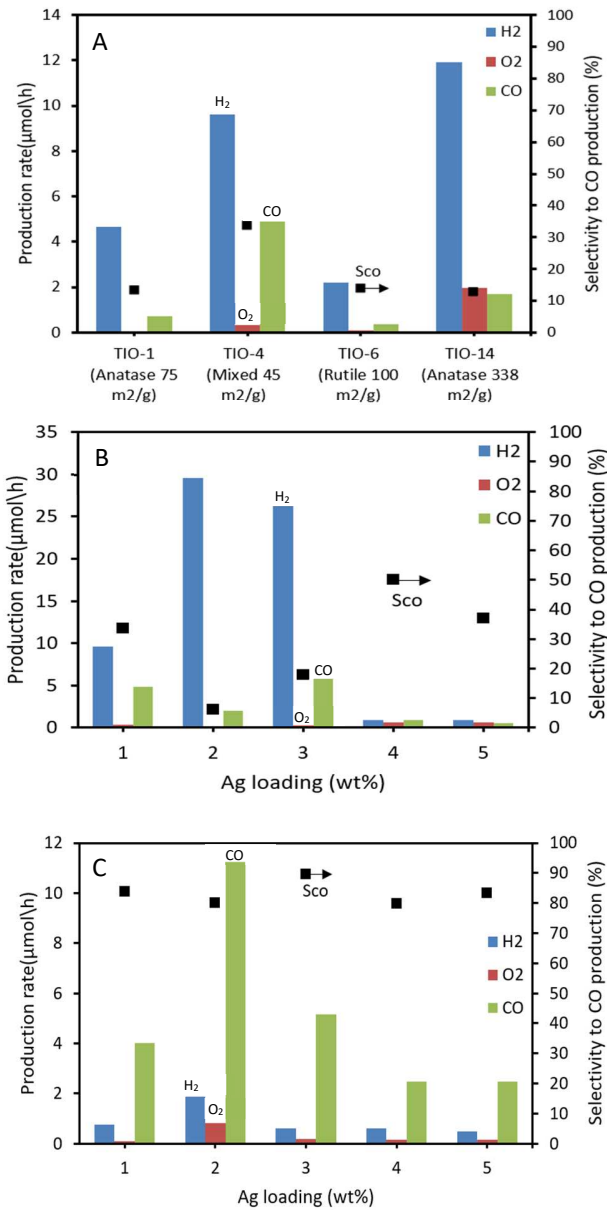 A
Production rate(µmol\h)
14
12
10
8
6
4
2
0
100
90
80
70
60
50
40
30
20
10
0
Selectivity to CO production (%)
H2
O2
CO
H₂
O₂
CO
Sco
TIO-1
(Anatase 75
m2/g)
TIO-4
(Mixed 45
m2/g)
TIO-6
(Rutile 100
m2/g)
TIO-14
(Anatase 338
m2/g)
B
Production rate(µmol\h)
35
30
25
20
15
10
5
0
100
90
80
70
60
50
40
30
20
10
0
Selectivity to CO production (%)
H2
O2
CO
H₂
O₂
CO
Sco
1 2 3 4 5
Ag loading (wt%)
C
Production rate(µmol\h)
12
10
8
6
4
2
0
100
90
80
70
60
50
40
30
20
10
0
Selectivity to CO production (%)
H2
O2
CO
CO
Sco
H₂
O₂
1 2 3 4 5
Ag loading (wt%)